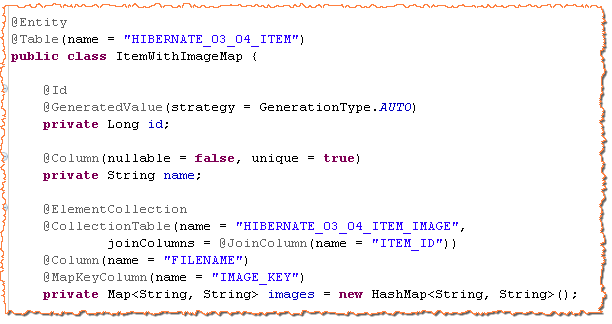 @Entity
@Table(name = "HIBERNATE_03_04_ITEM")
public class ItemWithImageMap {
@Id
@GeneratedValue(strategy = GenerationType.AUTO)
private Long id;
@Column(nullable = false, unique = true)
private String name;
@ElementCollection
@CollectionTable(name = "HIBERNATE_03_04_ITEM_IMAGE",
joinColumns = @JoinColumn(name = "ITEM_ID"))
@Column(name = "FILENAME")
@MapKeyColumn(name = "IMAGE_KEY")
private Map<String, String> images = new HashMap<String, String>();